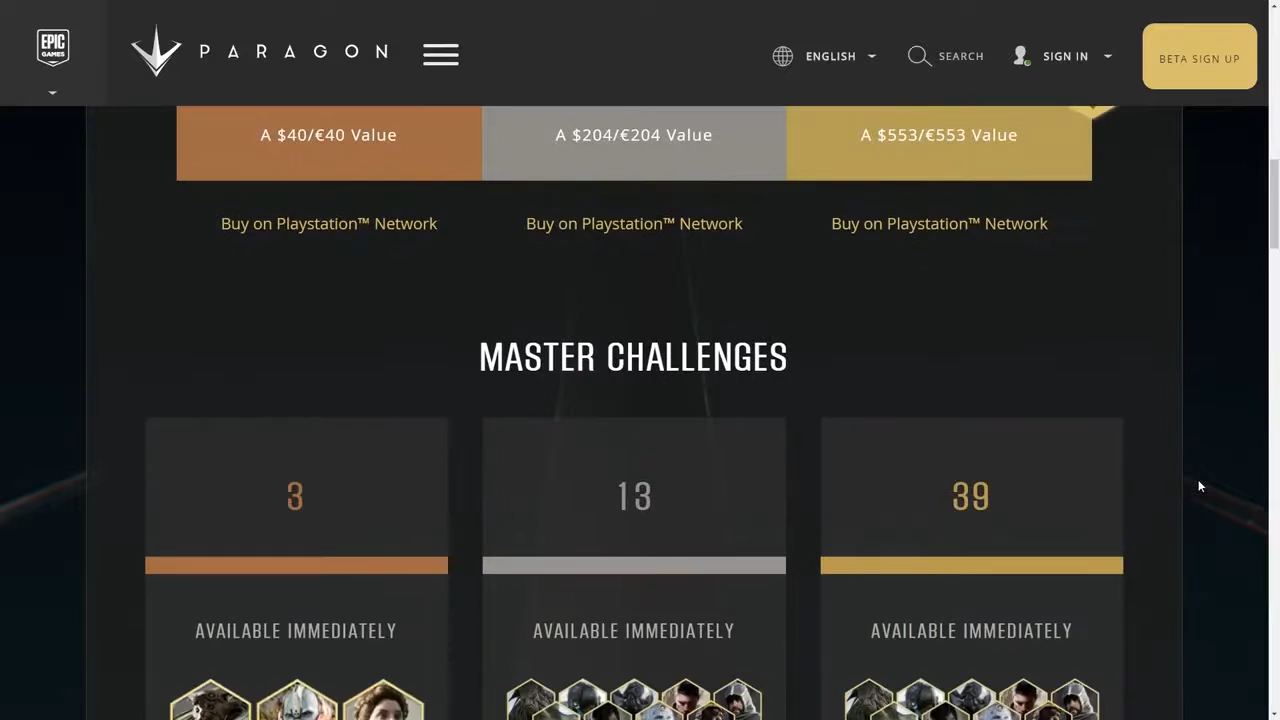 EPIC
GAMES
PARAGON
ENGLISH
SEARCH
SIGN IN
BETA SIGN UP
A $40/€40 Value
A $204/€204 Value
A $553/€553 Value
Buy on Playstation™ Network
Buy on Playstation™ Network
Buy on Playstation™ Network
MASTER CHALLENGES
3
13
39
AVAILABLE IMMEDIATELY
AVAILABLE IMMEDIATELY
AVAILABLE IMMEDIATELY